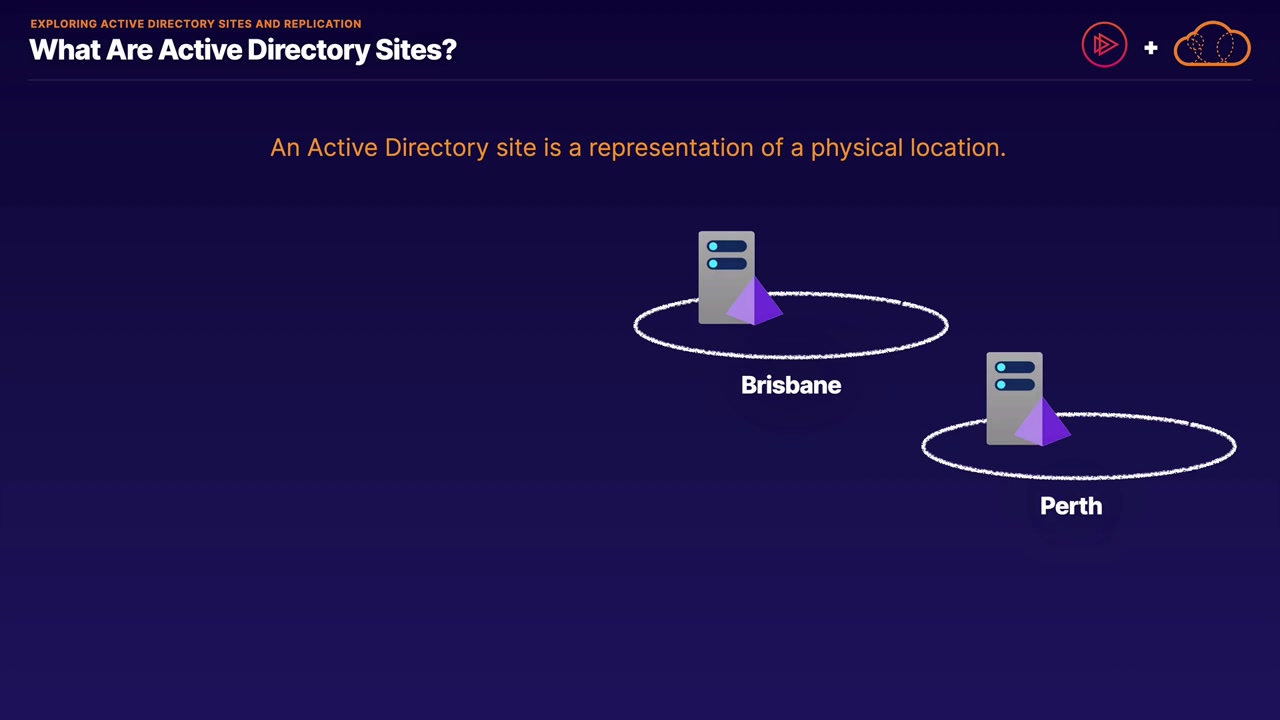 EXPLORING ACTIVE DIRECTORY SITES AND REPLICATION
What Are Active Directory Sites?
+
An Active Directory site is a representation of a physical location.
Brisbane
Perth